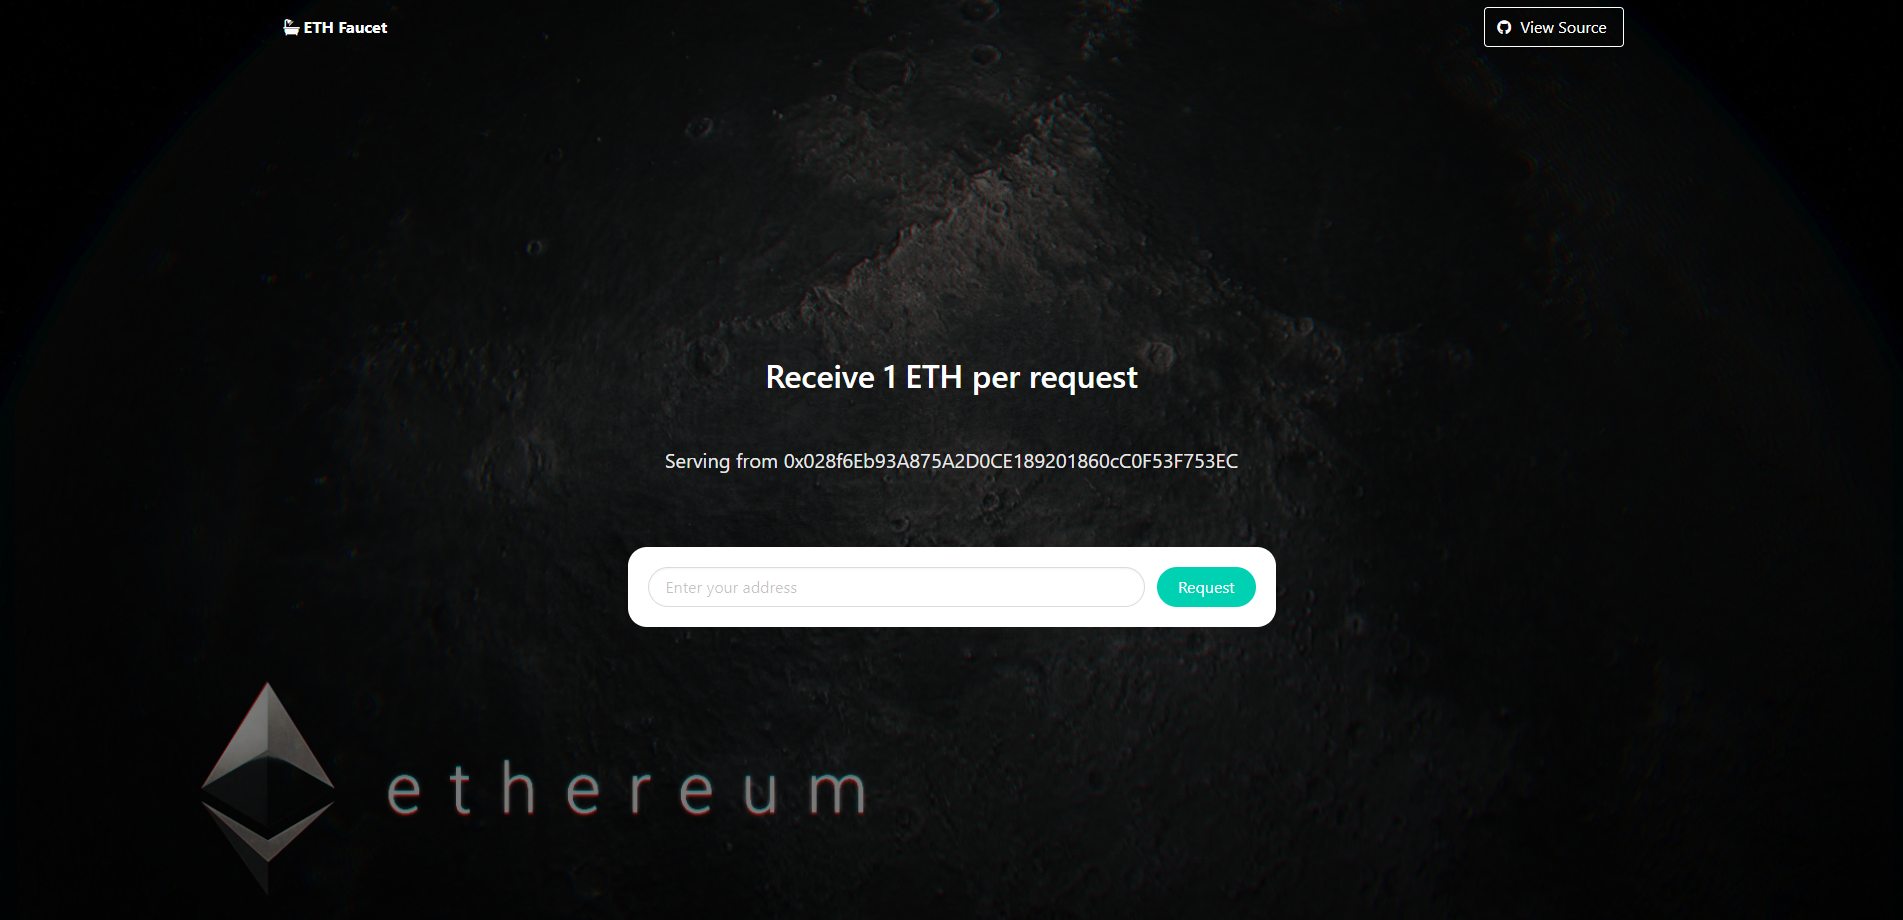 ETH Faucet
View Source
Receive 1 ETH per request
Serving from 0x028f6Eb93A875A2D0CE189201860cC0F53F753EC
Enter your address
Request
ethereum